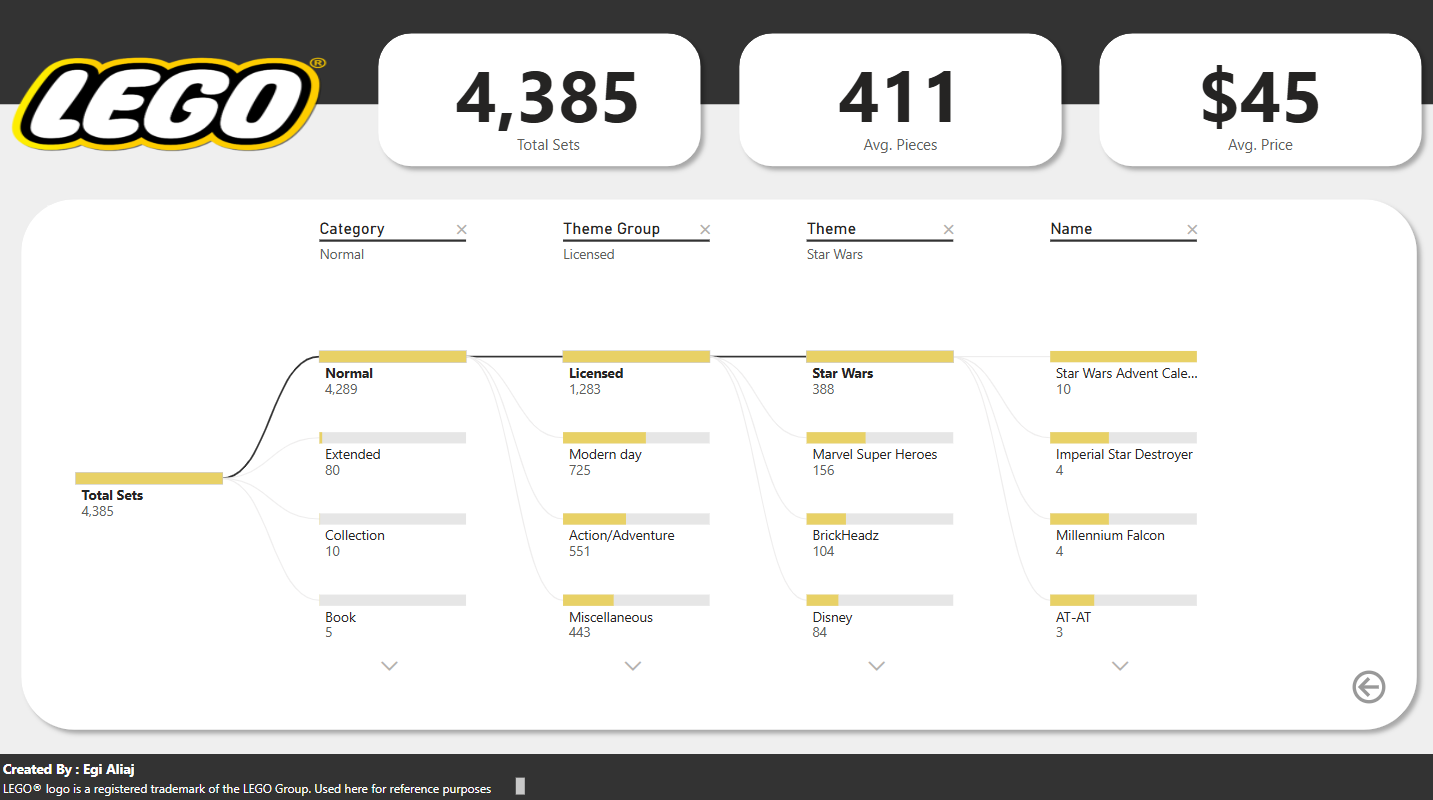 LEGO®
4,385
Total Sets
411
Avg. Pieces
$45
Avg. Price
Category
Normal
Theme Group
Licensed
Theme
Star Wars
Name
Total Sets
4,385
Normal
4,289
Extended
80
Collection
10
Book
5
Licensed
1,283
Modern day
725
Action/Adventure
551
Miscellaneous
443
Star Wars
388
Marvel Super Heroes
156
BrickHeadz
104
Disney
84
Star Wars Advent Cale...
10
Imperial Star Destroyer
4
Millennium Falcon
4
AT-AT
3
Created By : Egi Aliaj
LEGO® logo is a registered trademark of the LEGO Group. Used here for reference purposes